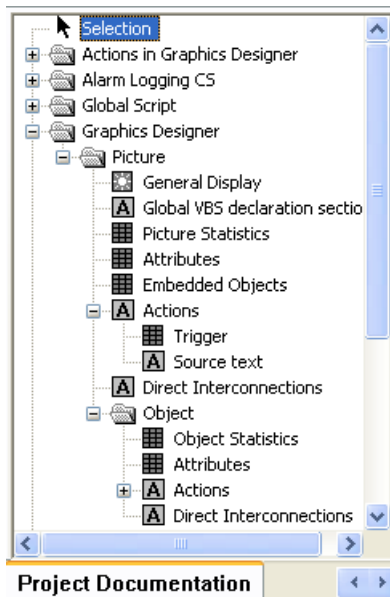 Selection
Actions in Graphics Designer
Alarm Logging CS
Global Script
Graphics Designer
Picture
General Display
A Global VBS declaration sectio
Picture Statistics
Attributes
Embedded Objects
A Actions
Trigger
A Source text
A Direct Interconnections
Object
Object Statistics
Attributes
A Actions
A Direct Interconnections
Project Documentation